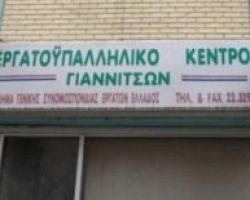 ΕΡΓΑΤΟΫΠΑΛΛΗΛΙΚΟ ΚΕΝΤΡΟ
ΓΙΑΝΝΙΤΣΩΝ
ΓΕΝΙΚΗΣ ΣΥΝΟΜΟΣΠΟΝΔΙΑΣ ΕΡΓΑΤΩΝ ΕΛΛΑΔΟΣ ΤΗΛ. & FAX